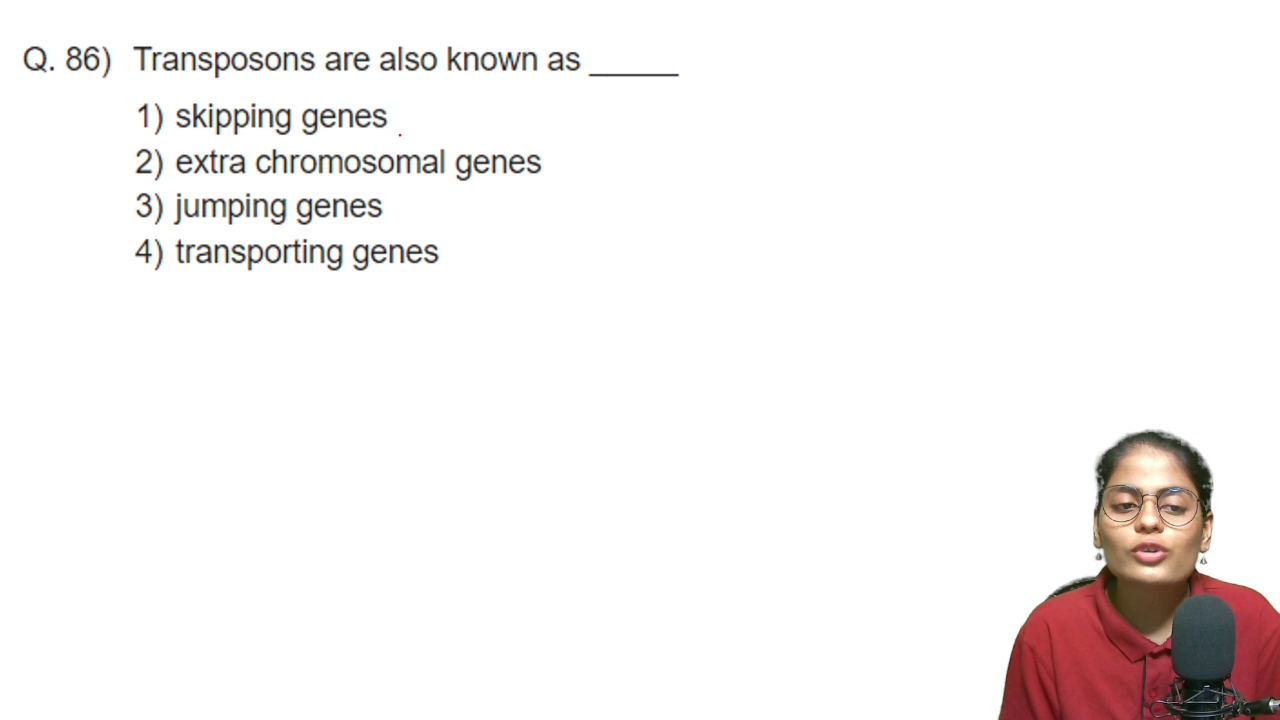 Q. 86) Transposons are also known as _____
1) skipping genes
2) extra chromosomal genes
3) jumping genes
4) transporting genes